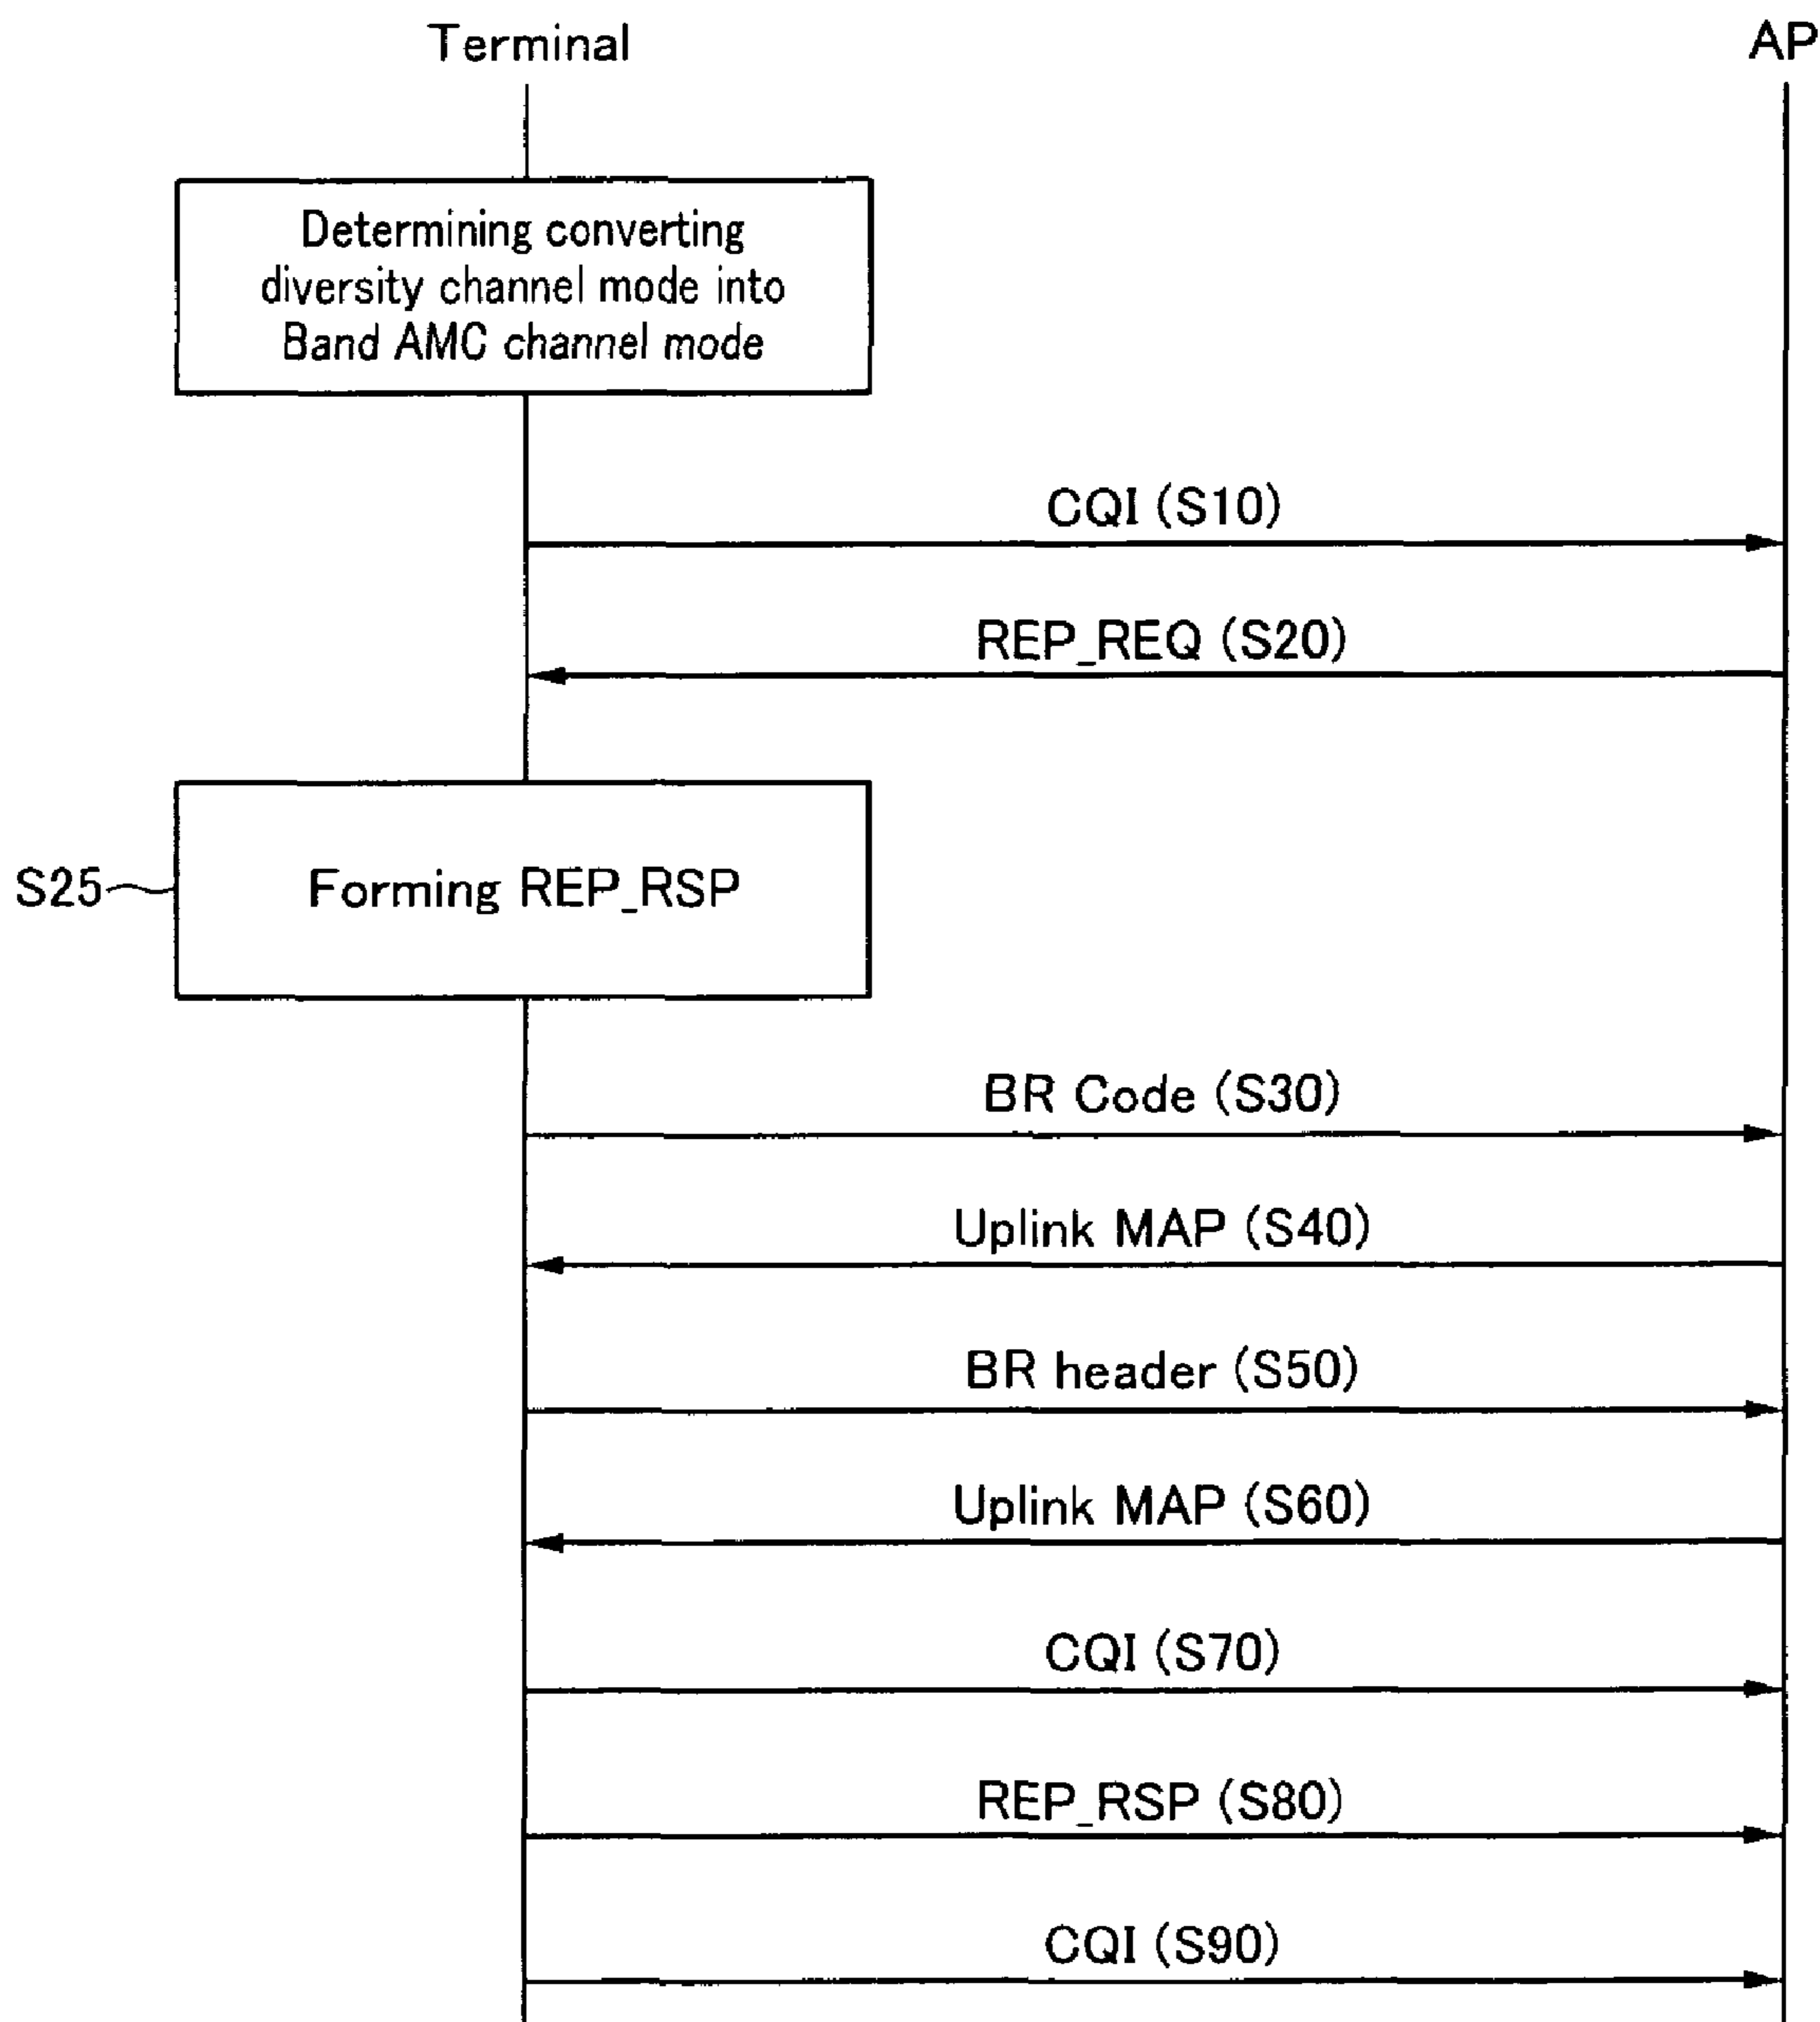 Terminal
AP
Determining converting
diversity channel mode into
Band AMC channel mode
CQI (S10)
REP_REQ (S20)
S25
Forming REP_RSP
BR Code (S30)
Uplink MAP (S40)
BR header (S50)
Uplink MAP (S60)
CQI (S70)
REP_RSP (S80)
CQI (S90)